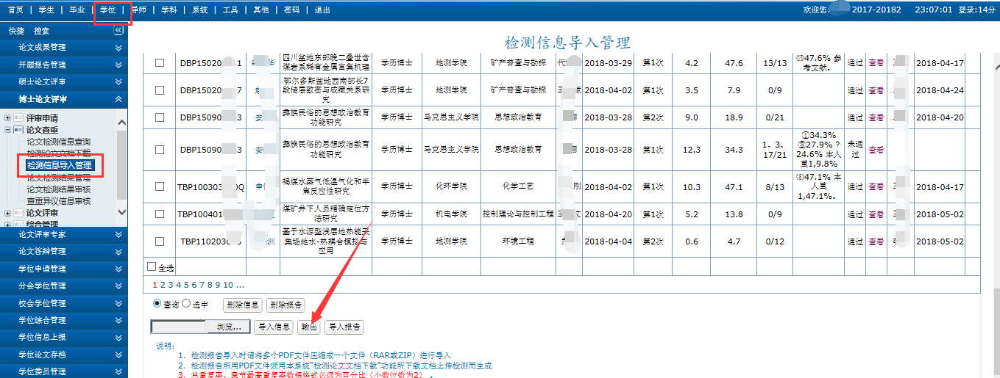 首页 | 学生 | 毕业 | 学位 | 导师 | 学科 | 系统 | 工具 | 其他 | 密码 | 退出
欢迎您: 2017-20182 23:07:01 登录:14分
快捷 搜索
论文成果管理
开题报告管理
硕士论文评审
博士论文评审
评审申请
论文查重
论文检测信息查询
检测论文文档下载
检测信息导入管理
论文检测结果管理
论文检测结果审核
查重异议信息审核
论文评审
综合管理
论文评审专家
论文答辩管理
学位申请管理
分会学位管理
校会学位管理
学位综合管理
学位信息上报
学位论文存档
学位委员管理
检测信息导入管理
DBP15020 1 华 四川盆地东部晚二叠世含煤岩系稀有金属富集机理 学历博士 地测学院 矿产普查与勘探 代 2018-03-29 第1次 4.2 47.6 13/13 ⒀47.6% 参考文献. 通过 查看 2018-04-17
DBP15020 7 鄂尔多斯盆地西南部长7段储层致密与成藏关系研究 学历博士 地测学院 矿产普查与勘探 王 2018-04-02 第1次 3.5 7.9 0/9 通过 查看 2018-04-24
DBP15090 3 安 彝族民俗的思想政治教育功能研究 学历博士 马克思主义学院 思想政治教育 翔 2018-03-28 第2次 9.0 18.9 0/21 通过 查看 2018-04-20
DBP15090 3 安 彝族民俗的思想政治教育功能研究 学历博士 马克思主义学院 思想政治教育 翔 2018-03-28 第1次 12.3 34.3 1、3、17/21 ①34.3% ③27.9% ? 24.6% 本人重1,9.8% 未通过 查看
TBP100303 0Q 申 褐煤水蒸气低温气化和半焦反应性研究 学历博士 化环学院 化学工艺 刚 2018-04-02 第1次 10.3 47.1 8/13 ⑻47.1% 本人重1,47.1%。 通过 查看 王 2018-04-17
TBP100401 煤矿井下人员精确定位方法研究 学历博士 机电学院 控制理论与控制工程 王 文 2018-04-20 第1次 5.2 13.8 0/9 通过 查看 2018-05-02
TBP110203 3 洲 基于水源型浅层地热能采集场地水-热耦合模拟与应用 学历博士 地测学院 环境工程 2018-04-04 第2次 0.6 4.7 0/12 通过 查看 2018-05-02
全选
1 2 3 4 5 6 7 8 9 10 ...
查询 选中 删除信息 删除报告
浏览... 导入信息 输出 导入报告
说明:
1. 检测报告导入时请将多个PDF文件压缩成一个文件（RAR或ZIP）进行导入
2. 检测报告所用PDF文件须用本系统“检测论文文档下载”功能所下载文档上传检测而生成
3. 总重复率、章节最高重复率数据格式必须为百分比（小数位数为2）。